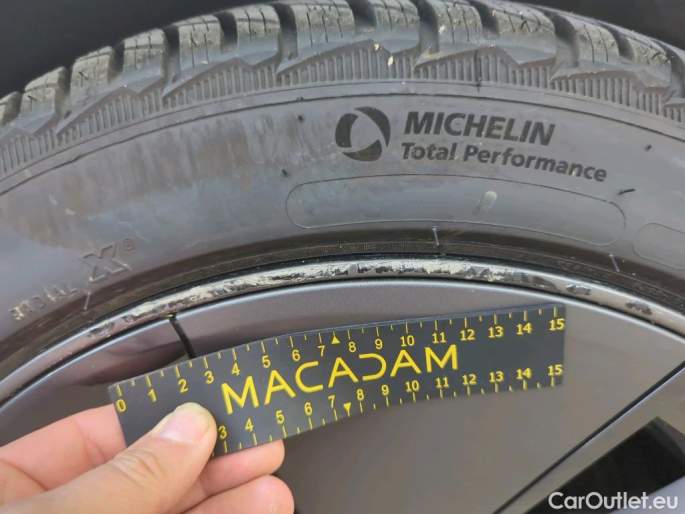 MICHELIN
Total Performance
X®
0 1 2 3 4 5 6 7 8 9 10 11 12 13 14 15
MACADAM
3 4 5 6 7 8 9 10 11 12 13 14 15
CarOutlet.eu